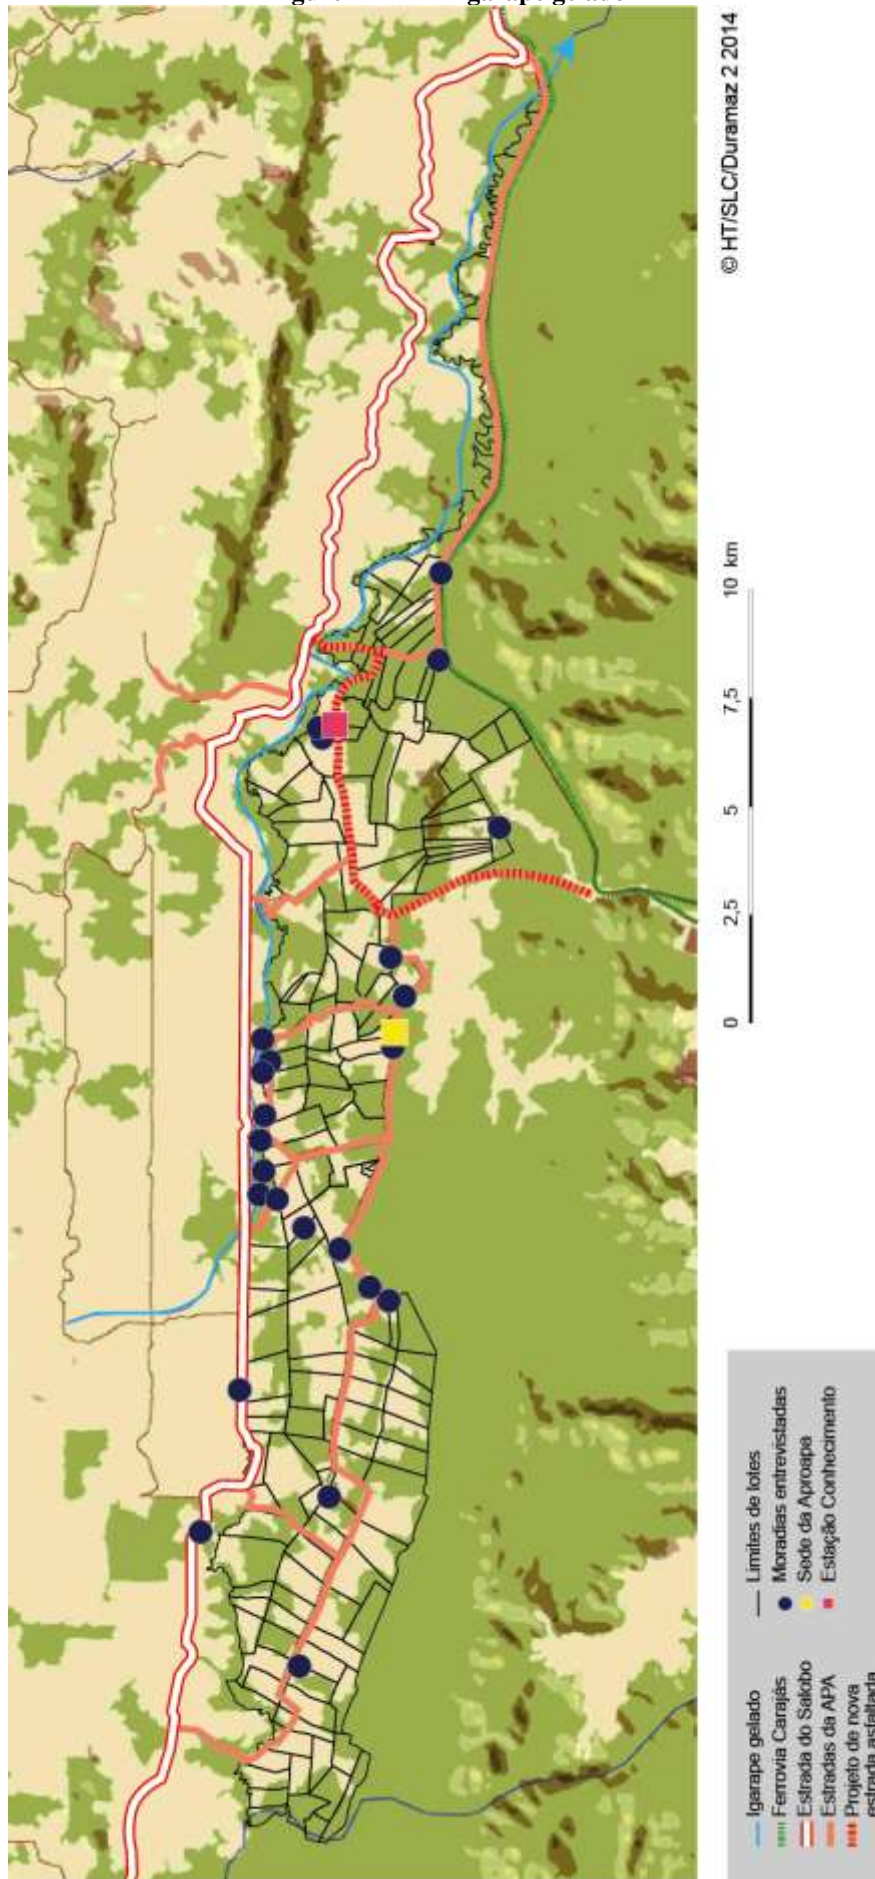 gelado
© HT/SLC/Duramaz 2 2014
0 2,5 5 7,5 10 km
Igarape gelado
Ferrovia Carajás
Estrada do Salobo
Estradas da APA
Projeto de nova
estrada asfaltada
Limites de lotes
Moradias entrevistadas
Sede da Aproapa
Estação Conhecimento